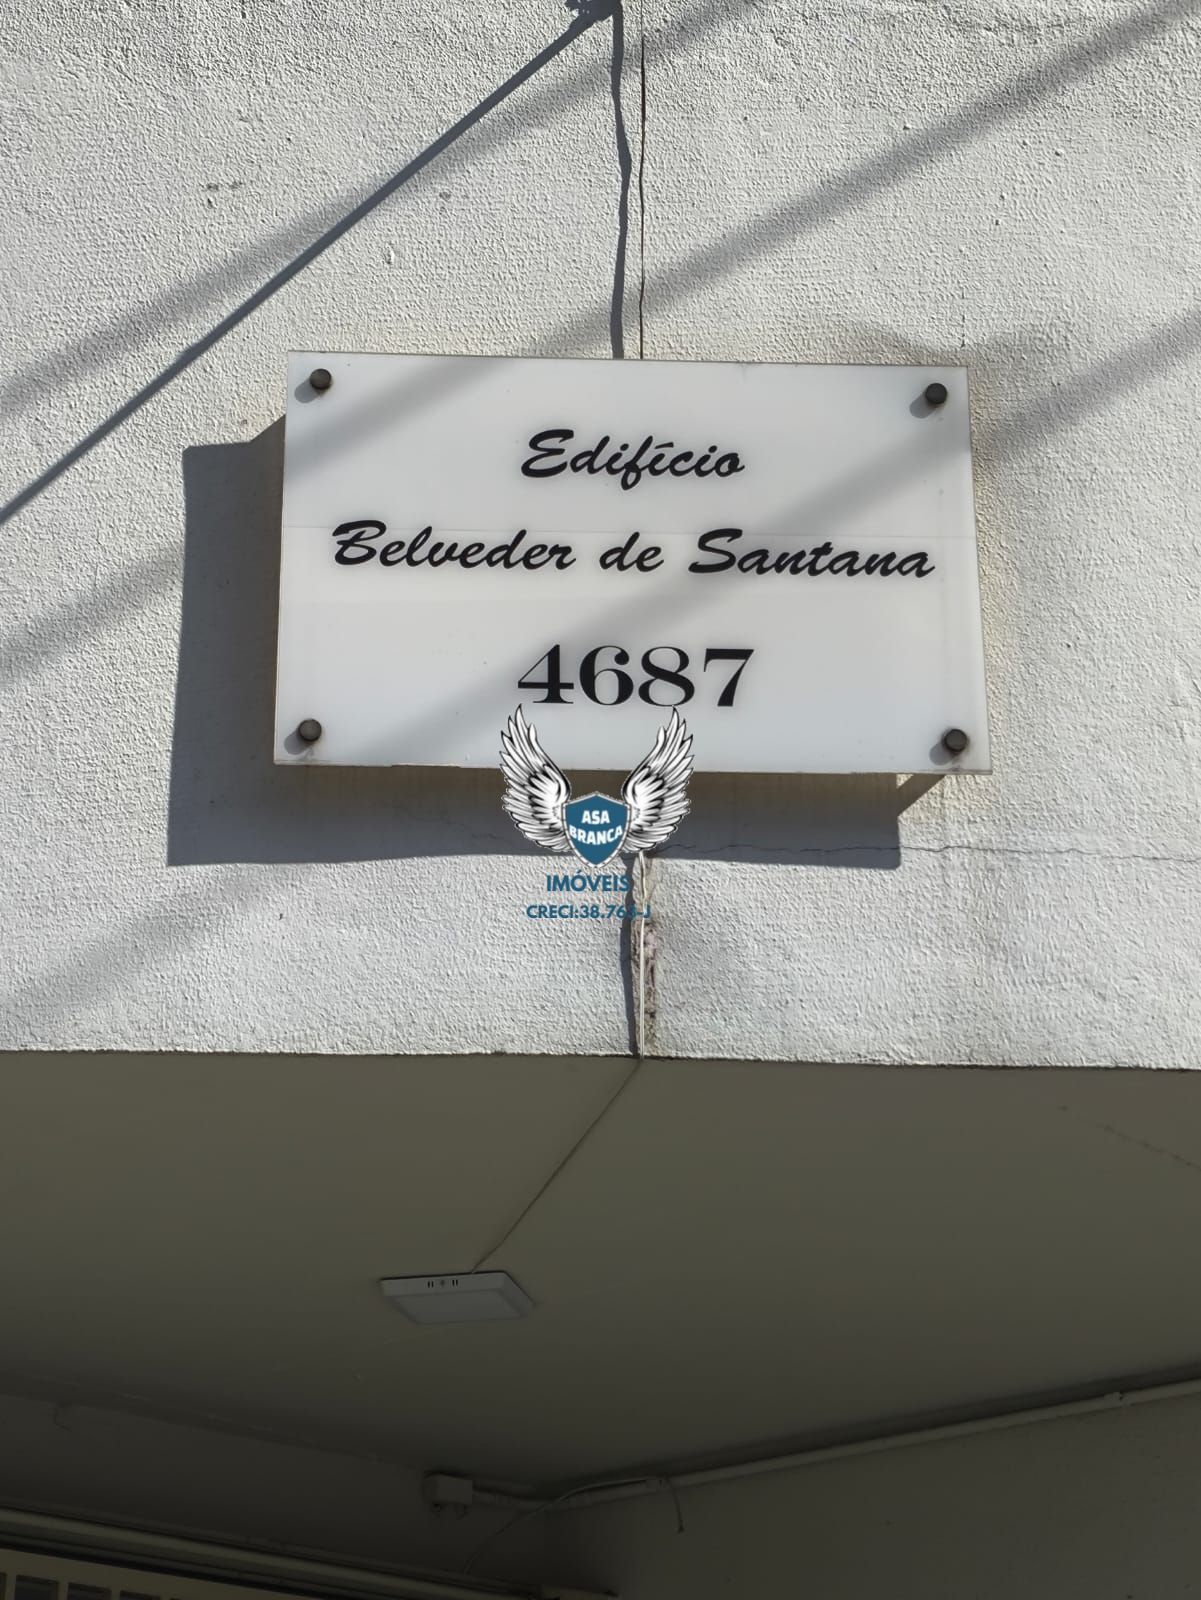 Edifício
Belveder de Santana
4687
ASA
BRANCA
IMÓVEIS